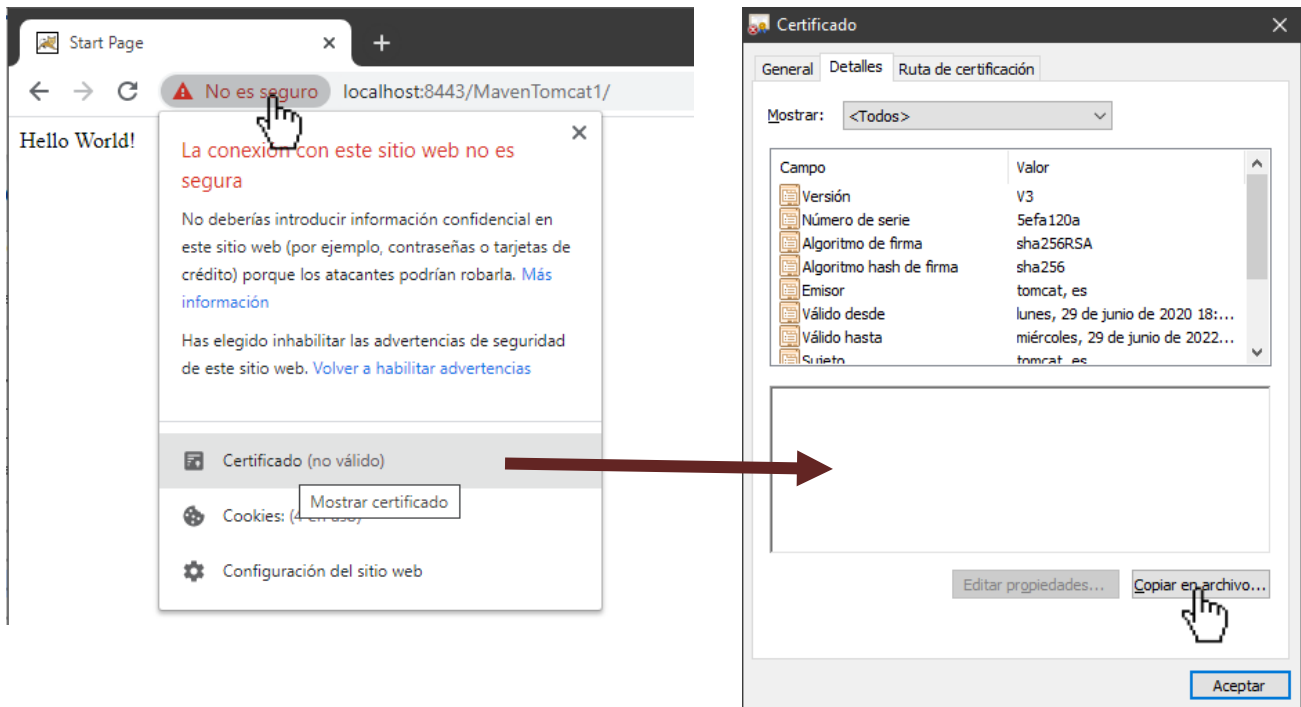 Start Page
No es seguro
localhost:8443/MavenTomcat1/
Hello World!
La conexión con este sitio web no es
segura
No deberías introducir información confidencial en
este sitio web (por ejemplo, contraseñas o tarjetas de
crédito) porque los atacantes podrían robarla. Más
información
Has elegido inhabilitar las advertencias de seguridad
de este sitio web. Volver a habilitar advertencias
Certificado (no válido)
Mostrar certificado
Cookies:
Configuración del sitio web
Certificado
General Detalles Ruta de certificación
Mostrar: <Todos>
Campo Valor
Versión V3
Número de serie 5efa120a
Algoritmo de firma sha256RSA
Algoritmo hash de firma sha256
Emisor tomcat, es
Válido desde lunes, 29 de junio de 2020 18:...
Válido hasta miércoles, 29 de junio de 2022...
Sujeto tomcat, es
Editar propiedades... Copiar en archivo...
Aceptar